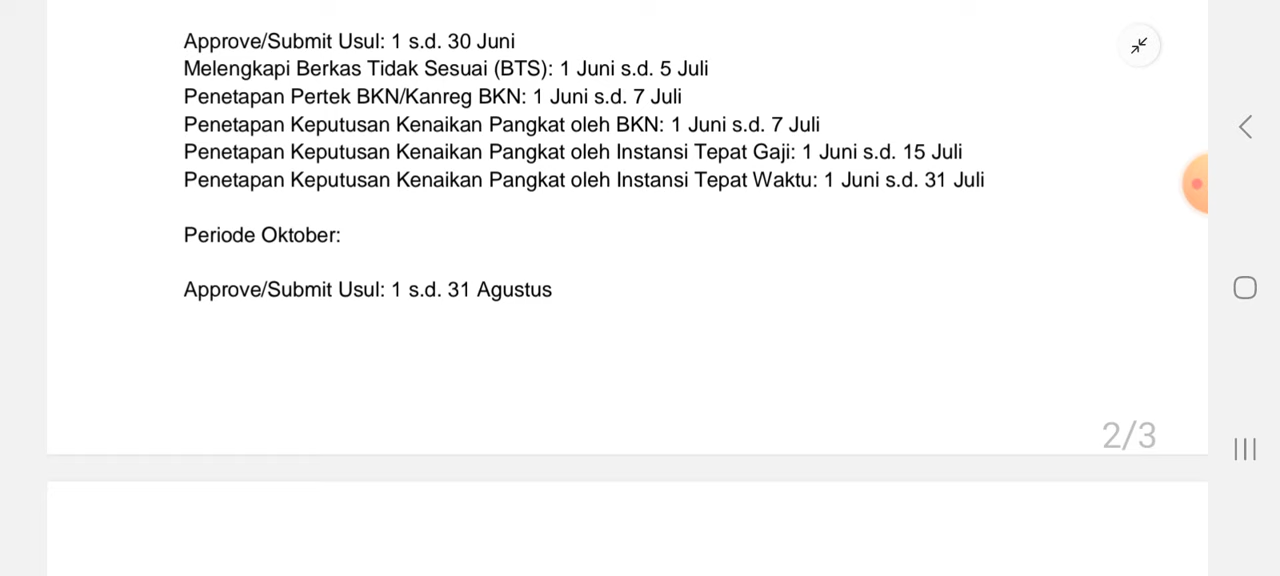 Approve/Submit Usul: 1 s.d. 30 Juni
Melengkapi Berkas Tidak Sesuai (BTS): 1 Juni s.d. 5 Juli
Penetapan Pertek BKN/Kanreg BKN: 1 Juni s.d. 7 Juli
Penetapan Keputusan Kenaikan Pangkat oleh BKN: 1 Juni s.d. 7 Juli
Penetapan Keputusan Kenaikan Pangkat oleh Instansi Tepat Gaji: 1 Juni s.d. 15 Juli
Penetapan Keputusan Kenaikan Pangkat oleh Instansi Tepat Waktu: 1 Juni s.d. 31 Juli
Periode Oktober:
Approve/Submit Usul: 1 s.d. 31 Agustus
2/3